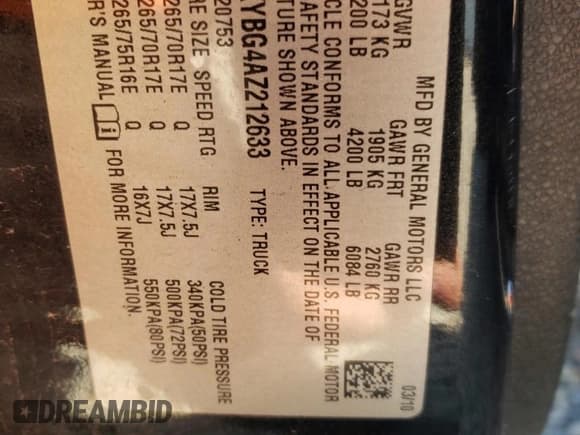 MFD BY GENERAL MOTORS LLC 03/10
GVWR GAWR FRT GAWR RR
173 KG 1905 KG 2760 KG
200 LB 4200 LB 6084 LB
CLE CONFORMS TO ALL APPLICABLE U.S. FEDERAL MOTOR
AFETY STANDARDS IN EFFECT ON THE DATE OF
TURE SHOWN ABOVE.
YBG4AZ212633 TYPE: TRUCK
20753
RE SIZE SPEED RTG RIM COLD TIRE PRESSURE
265/70R17E Q 17X7.5J 340KPA(50PSI)
265/70R17E Q 17X7.5J 500KPA(72PSI)
265/75R16E Q 16X7J 550KPA(80PSI)
R'S MANUAL FOR MORE INFORMATION.
DREAMBID